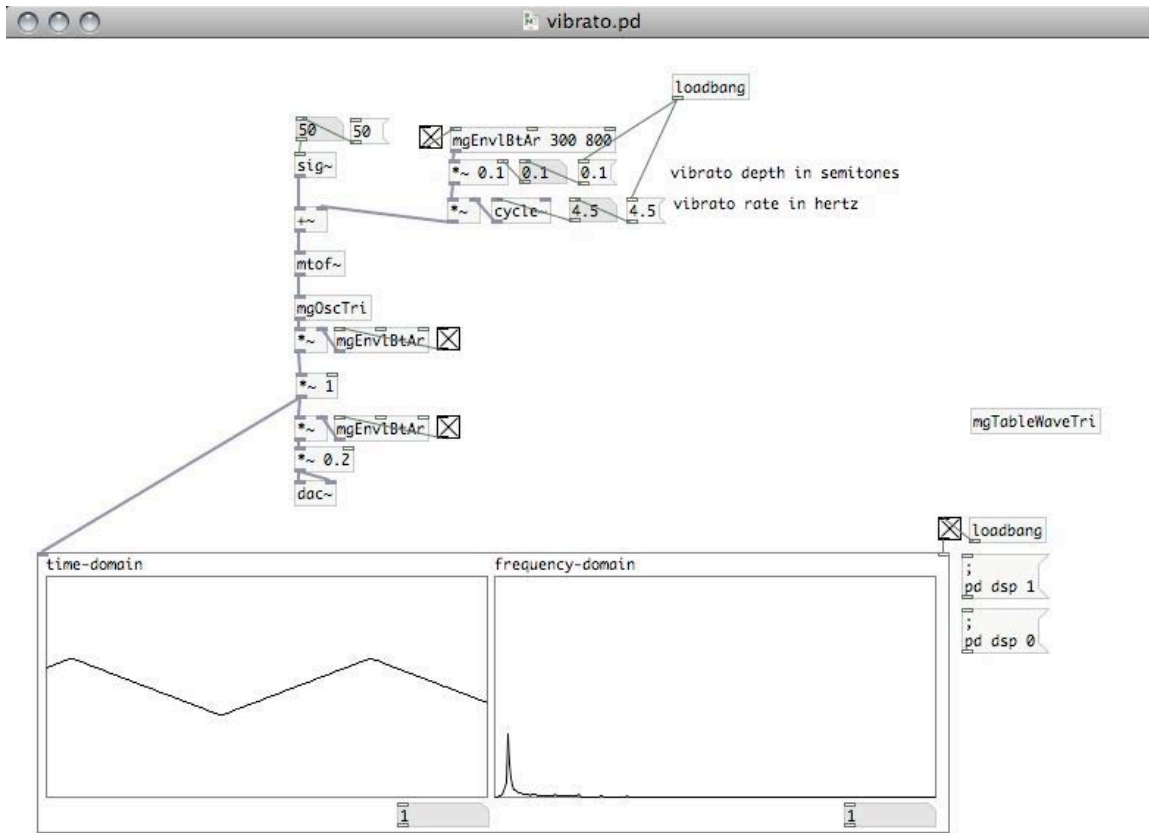 vibrato.pd
loadbang
50 50
mgEnvlBtAr 300 800
sig~
*~ 0.1 0.1 0.1
vibrato depth in semitones
*~ cycle~ 4.5 4.5
vibrato rate in hertz
+~
mtof~
mgOscTri
*~ mgEnvlBtAr
*~ 1
*~ mgEnvlBtAr
mgTableWaveTri
*~ 0.2
dac~
loadbang
time-domain
frequency-domain
;
pd dsp 1
;
pd dsp 0
1
1